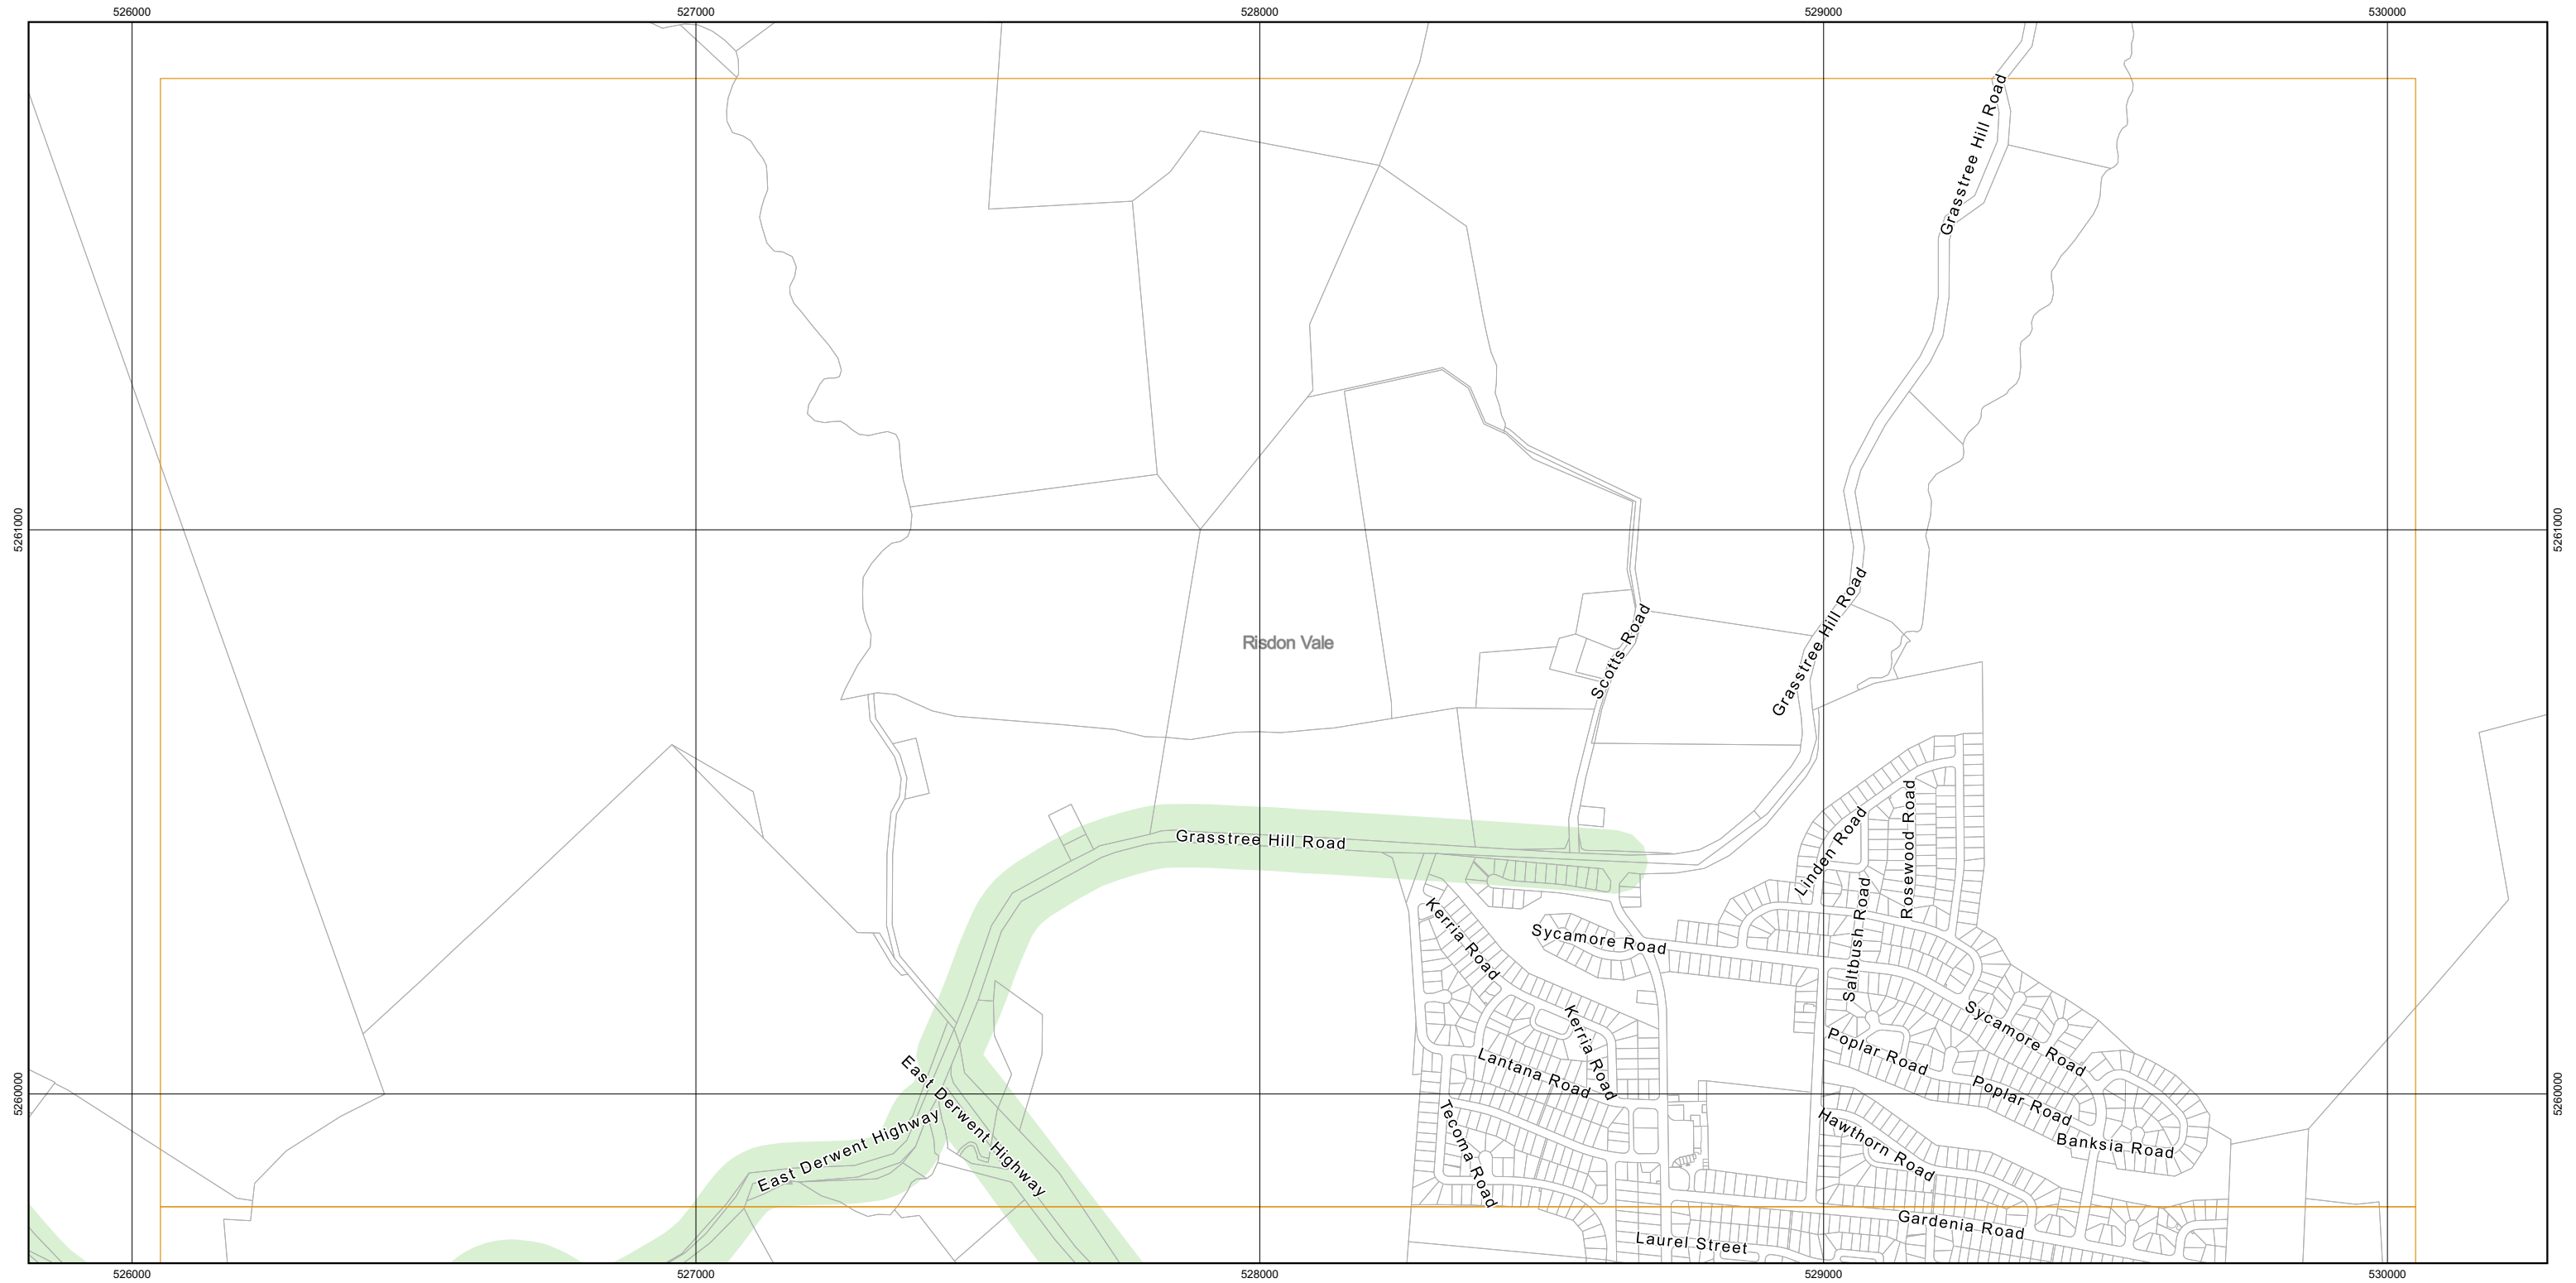 526000
527000
528000
529000
530000
Grasstree Hill Road
5261000
5261000
Grasstree Hill Road
Scotts Road
Risdon Vale
Grasstree Hill Road
Linden Road
Rosewood Road
Saltbush Road
Kerria Road
Sycamore Road
Kerria Road
Sycamore Road
Lantana Road
Poplar Road
Poplar Road
5260000
5260000
East Derwent Highway
East Derwent Highway
Tecoma Road
Hawthorn Road
Banksia Road
Gardenia Road
Laurel Street
526000
527000
528000
529000
530000